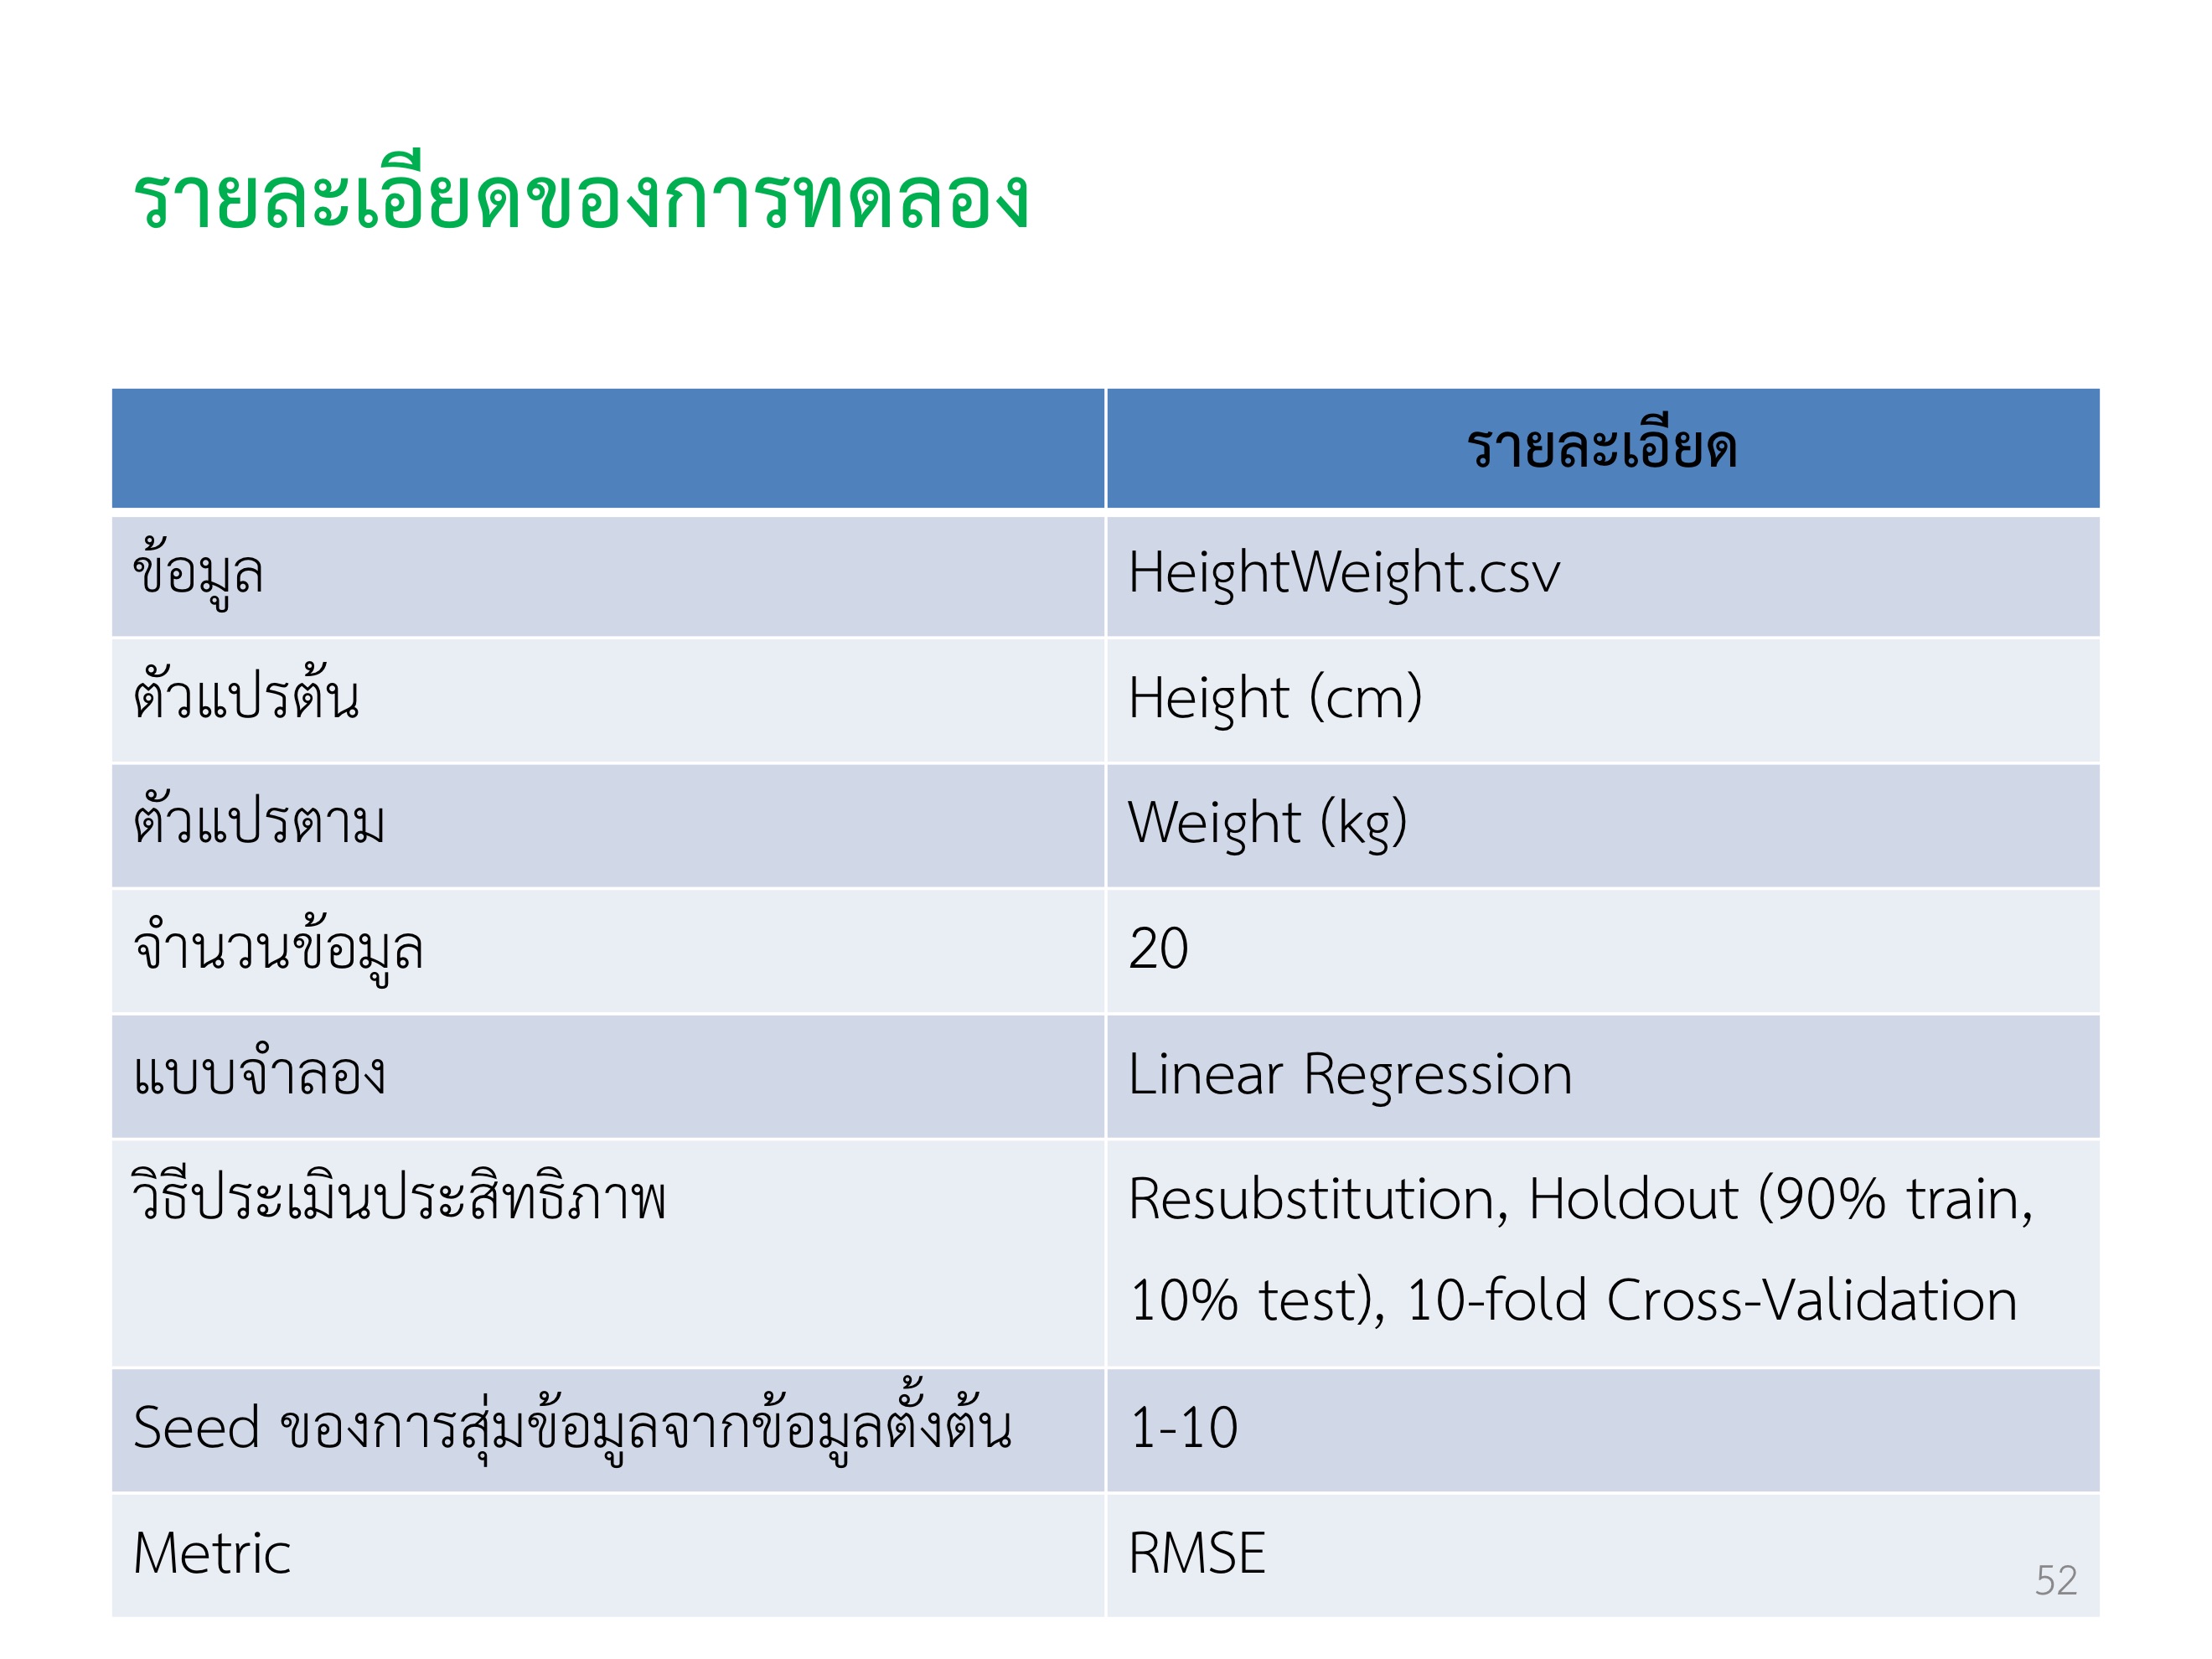 รายละเอียดของการทดลอง
รายละเอียด
ข้อมูล HeightWeight.csv
ตัวแปรต้น Height (cm)
ตัวแปรตาม Weight (kg)
จำนวนข้อมูล 20
แบบจำลอง Linear Regression
วิธีประเมินประสิทธิภาพ Resubstitution, Holdout (90% train,
10% test), 10-fold Cross-Validation
Seed ของการสุ่มข้อมูลจากข้อมูลตั้งต้น 1-10
Metric RMSE
52